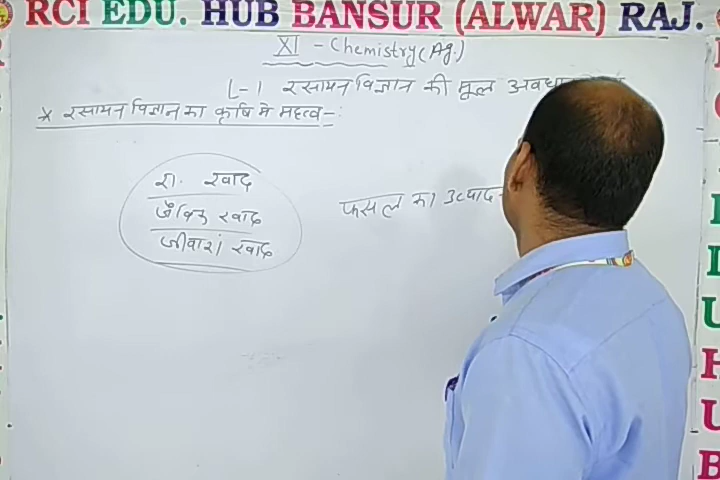 RCI EDU. HUB BANSUR (ALWAR) RAJ.
XI - Chemistry (Ag.)
L-1 रसायन विज्ञान की मूल
* रसायन विज्ञान का कृषि मे महत्व -:
रा. खाद
जैविक खाद
जीवाशं खाद
फसल का